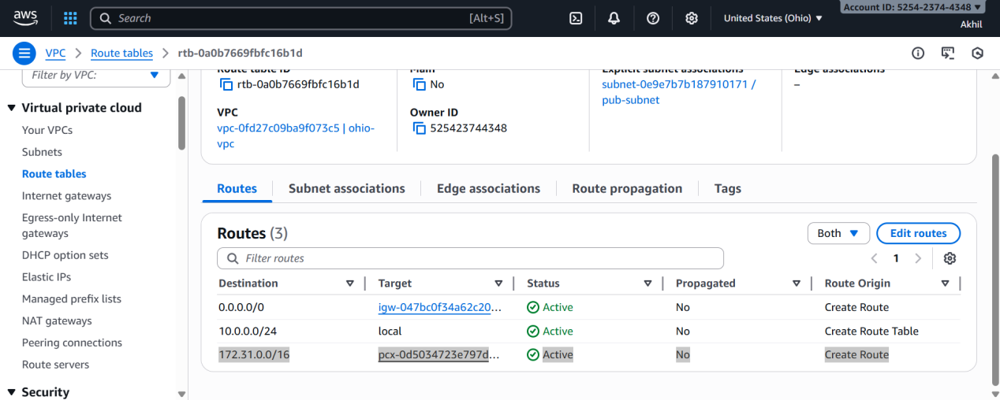 aws
Search [Alt+S]
United States (Ohio)
Account ID: 5254-2374-4348
Akhil
VPC
Route tables
rtb-0a0b7669fbfc16b1d
Filter by VPC:
Virtual private cloud
Your VPCs
Subnets
Route tables
Internet gateways
Egress-only Internet
gateways
DHCP option sets
Elastic IPs
Managed prefix lists
NAT gateways
Peering connections
Route servers
Security
Route table ID
rtb-0a0b7669fbfc16b1d
VPC
vpc-0fd27c09ba9f073c5 | ohio-
vpc
Main
No
Owner ID
525423744348
Explicit subnet associations
subnet-0e9e7b7b187910171 /
pub-subnet
Edge associations
–
Routes Subnet associations Edge associations Route propagation Tags
Routes (3)
Both
Edit routes
Filter routes
1
Destination Target Status Propagated Route Origin
0.0.0.0/0 igw-047bc0f34a62c20... Active No Create Route
10.0.0.0/24 local Active No Create Route Table
172.31.0.0/16 pcx-0d5034723e797d... Active No Create Route